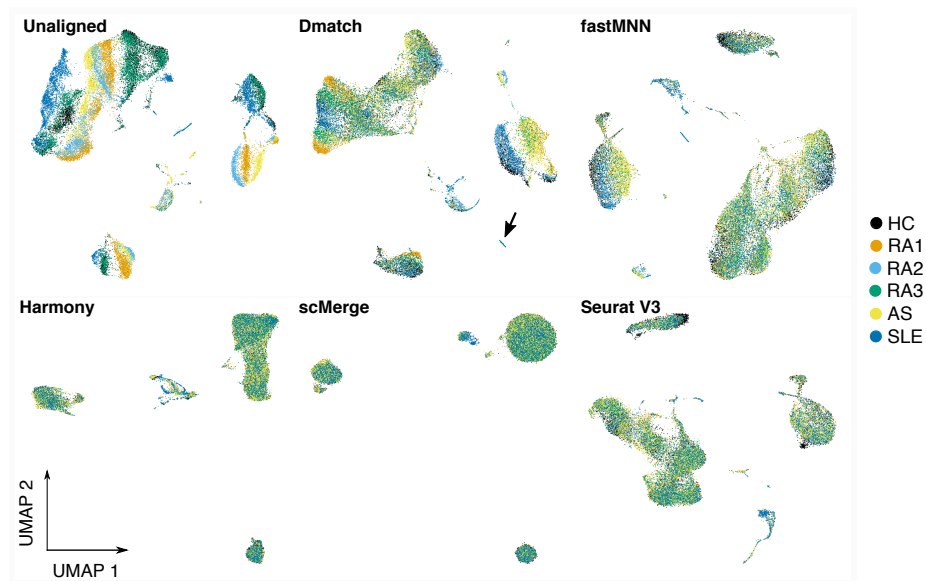 Unaligned
Dmatch
fastMNN
HC
RA1
RA2
RA3
AS
SLE
Harmony
scMerge
Seurat V3
UMAP 2
UMAP 1